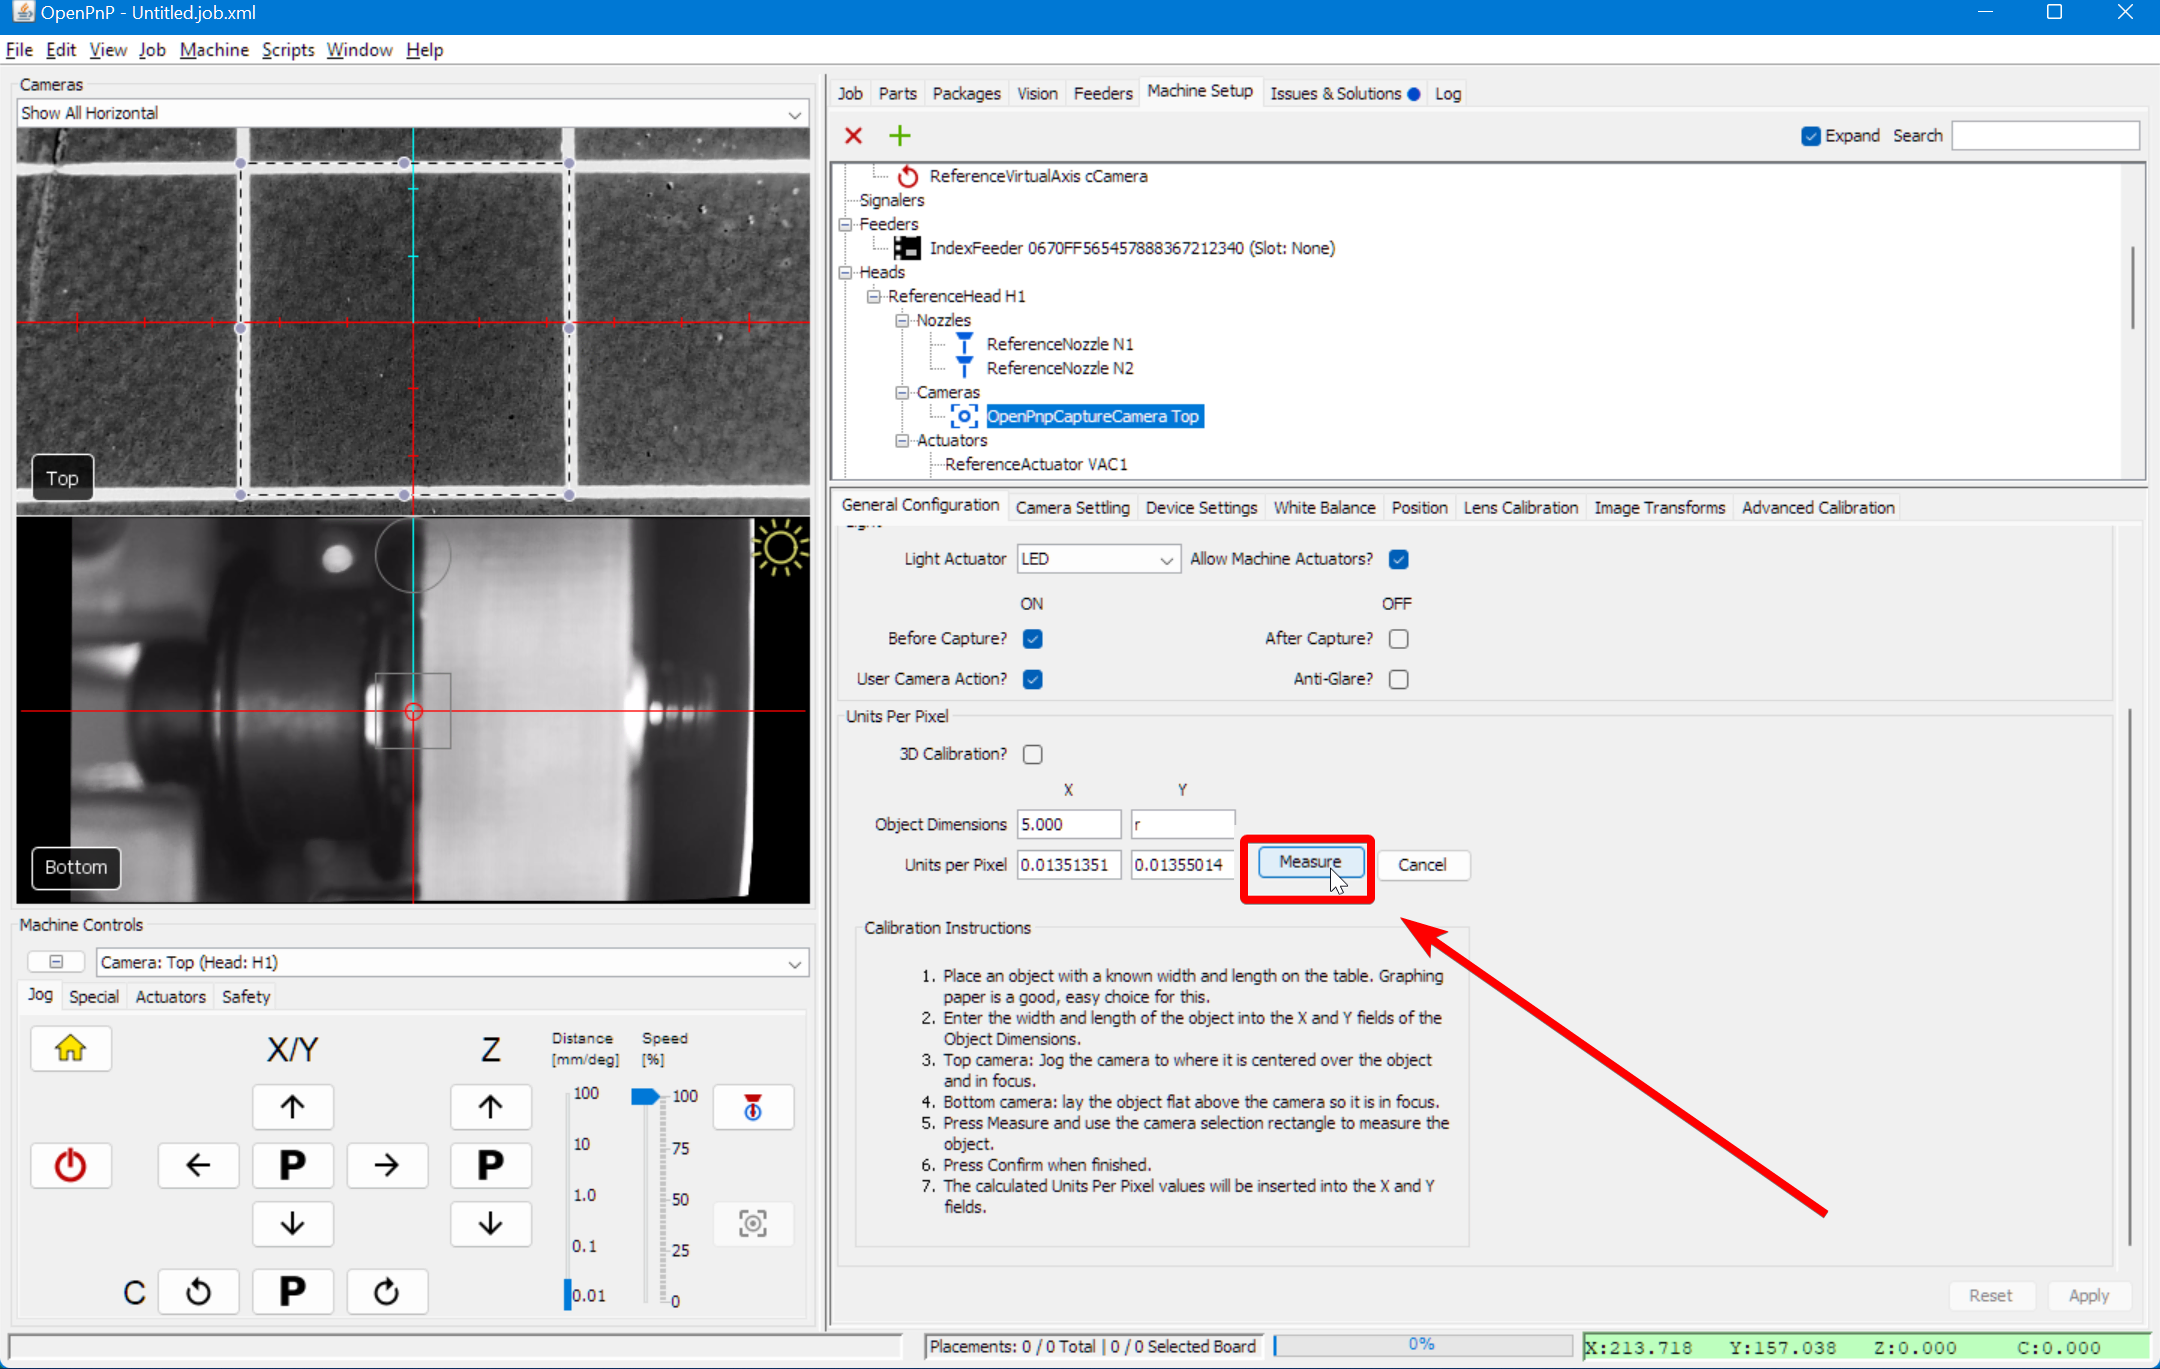 OpenPnP - Untitled.job.xml
File Edit View Job Machine Scripts Window Help
Cameras
Show All Horizontal
Top
Bottom
Machine Controls
Camera: Top (Head: H1)
Jog Special Actuators Safety
X/Y Z
Distance [mm/deg]
Speed [%]
100
10
1.0
0.1
0.01
100
75
50
25
0
P P
C P
Job Parts Packages Vision Feeders Machine Setup Issues & Solutions Log
Expand Search
ReferenceVirtualAxis cCamera
Signalers
Feeders
IndexFeeder 0670FF565457888367212340 (Slot: None)
Heads
ReferenceHead H1
Nozzles
ReferenceNozzle N1
ReferenceNozzle N2
Cameras
OpenPnpCaptureCamera Top
Actuators
ReferenceActuator VAC1
General Configuration Camera Settling Device Settings White Balance Position Lens Calibration Image Transforms Advanced Calibration
Light Actuator LED Allow Machine Actuators?
ON OFF
Before Capture? After Capture?
User Camera Action? Anti-Glare?
Units Per Pixel
3D Calibration?
X Y
Object Dimensions 5.000 r
Units per Pixel 0.01351351 0.01355014 Measure Cancel
Calibration Instructions
1. Place an object with a known width and length on the table. Graphing
paper is a good, easy choice for this.
2. Enter the width and length of the object into the X and Y fields of the
Object Dimensions.
3. Top camera: Jog the camera to where it is centered over the object
and in focus.
4. Bottom camera: lay the object flat above the camera so it is in focus.
5. Press Measure and use the camera selection rectangle to measure the
object.
6. Press Confirm when finished.
7. The calculated Units Per Pixel values will be inserted into the X and Y
fields.
Reset Apply
Placements: 0 / 0 Total | 0 / 0 Selected Board 0% X:213.718 Y:157.038 Z:0.000 C:0.000